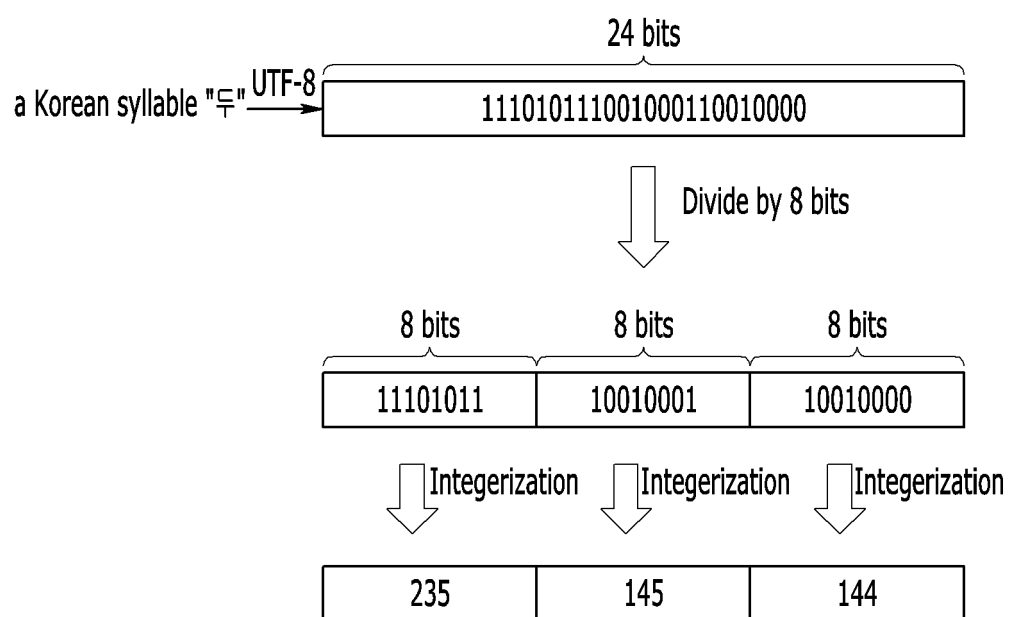 24 bits
a Korean syllable "두" UTF-8
111010111001000110010000
Divide by 8 bits
8 bits 8 bits 8 bits
11101011 10010001 10010000
Integerization Integerization Integerization
235 145 144